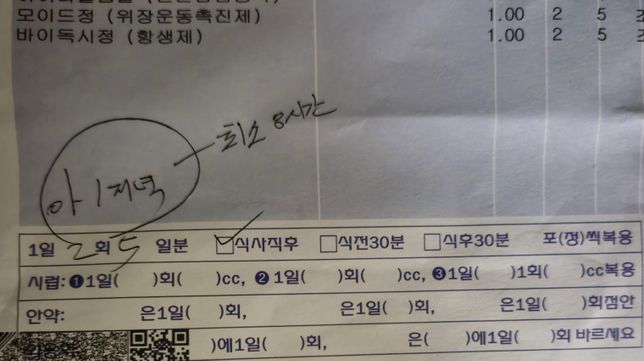 모이드정 (위장운동촉진제) 1.00 2 5
바이독시정 (항생제) 1.00 2 5
최소 8시간
아 / 저녁
1일 2회 5 일분 ☑식사직후 □식전30분 □식후30분 포(정)씩복용
시럽: ❶1일( )회( )cc, ❷1일( )회( )cc, ❸1일( )1회( )cc복용
안약: 은1일( )회, 은1일( )회, 은1일( )회점안
)에1일( )회, 은( )에1일( )회 바르세요